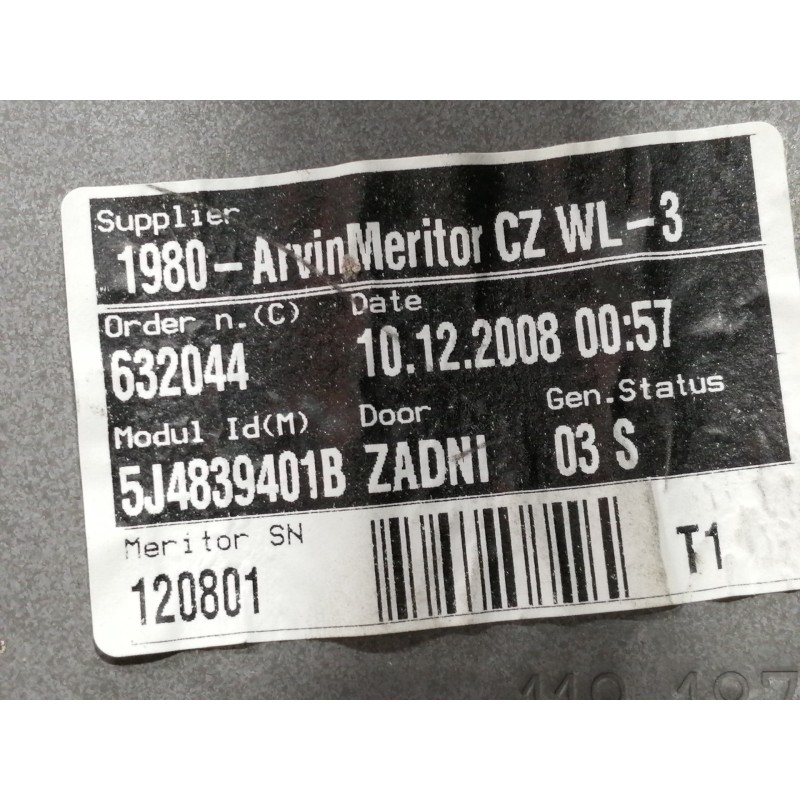 Supplier
1980-ArvinMeritor CZ WL-3
Order n.(C) Date
632044 10.12.2008 00:57
Modul Id(M) Door Gen.Status
5J4839401B ZADNI 03 S
Meritor SN
120801 T1